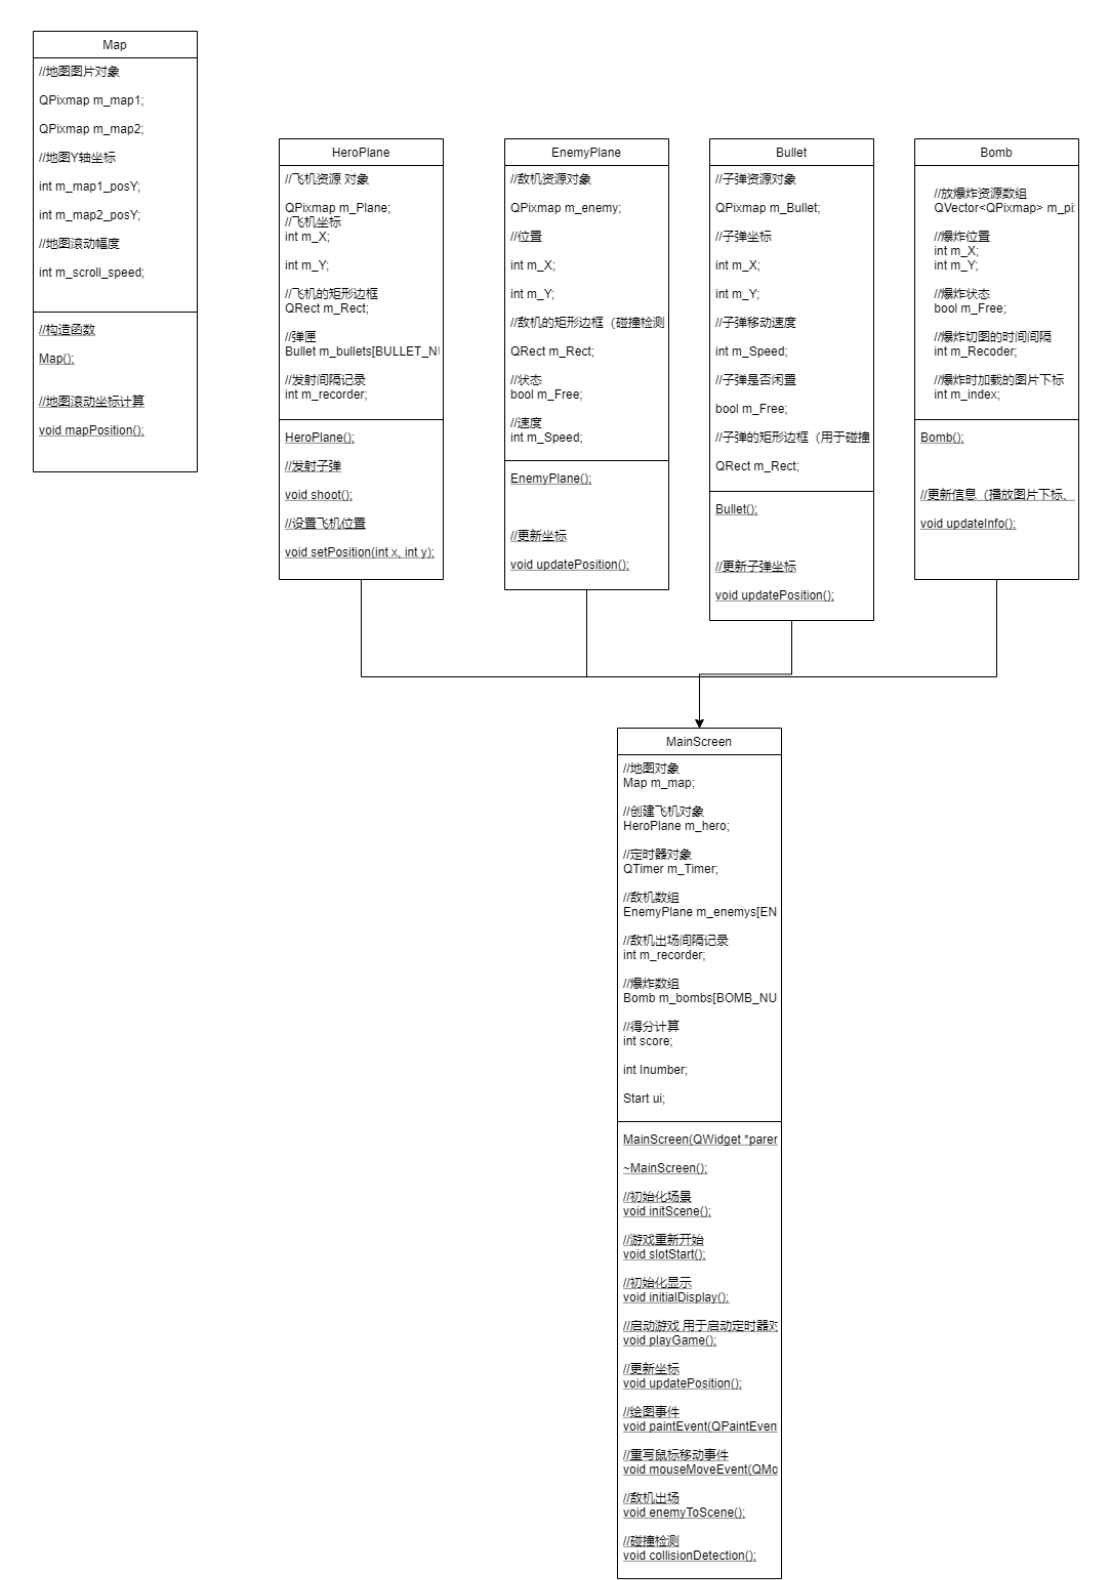 Map
//地图图片对象
QPixmap m_map1;
QPixmap m_map2;
//地图Y轴坐标
int m_map1_posY;
int m_map2_posY;
//地图滚动幅度
int m_scroll_speed;
//构造函数
Map();
//地图滚动坐标计算
void mapPosition();
HeroPlane
//飞机资源 对象
QPixmap m_Plane;
//飞机坐标
int m_X;
int m_Y;
//飞机的矩形边框
QRect m_Rect;
//弹匣
Bullet m_bullets[BULLET_NU
//发射间隔记录
int m_recorder;
HeroPlane();
//发射子弹
void shoot();
//设置飞机位置
void setPosition(int x, int y);
EnemyPlane
//敌机资源对象
QPixmap m_enemy;
//位置
int m_X;
int m_Y;
//敌机的矩形边框（碰撞检测
QRect m_Rect;
//状态
bool m_Free;
//速度
int m_Speed;
EnemyPlane();
//更新坐标
void updatePosition();
Bullet
//子弹资源对象
QPixmap m_Bullet;
//子弹坐标
int m_X;
int m_Y;
//子弹移动速度
int m_Speed;
//子弹是否闲置
bool m_Free;
//子弹的矩形边框（用于碰撞
QRect m_Rect;
Bullet();
//更新子弹坐标
void updatePosition();
Bomb
//放爆炸资源数组
QVector<QPixmap> m_pi
//爆炸位置
int m_X;
int m_Y;
//爆炸状态
bool m_Free;
//爆炸切图的时间间隔
int m_Recoder;
//爆炸时加载的图片下标
int m_index;
Bomb();
//更新信息（播放图片下标、
void updateInfo();
MainScreen
//地图对象
Map m_map;
//创建飞机对象
HeroPlane m_hero;
//定时器对象
QTimer m_Timer;
//敌机数组
EnemyPlane m_enemys[EN
//敌机出场间隔记录
int m_recorder;
//爆炸数组
Bomb m_bombs[BOMB_NU
//得分计算
int score;
int lnumber;
Start ui;
MainScreen(QWidget *parer
~MainScreen();
//初始化场景
void initScene();
//游戏重新开始
void slotStart();
//初始化显示
void initialDisplay();
//启动游戏 用于启动定时器对
void playGame();
//更新坐标
void updatePosition();
//绘图事件
void paintEvent(QPaintEven
//重写鼠标移动事件
void mouseMoveEvent(QMo
//敌机出场
void enemyToScene();
//碰撞检测
void collisionDetection();